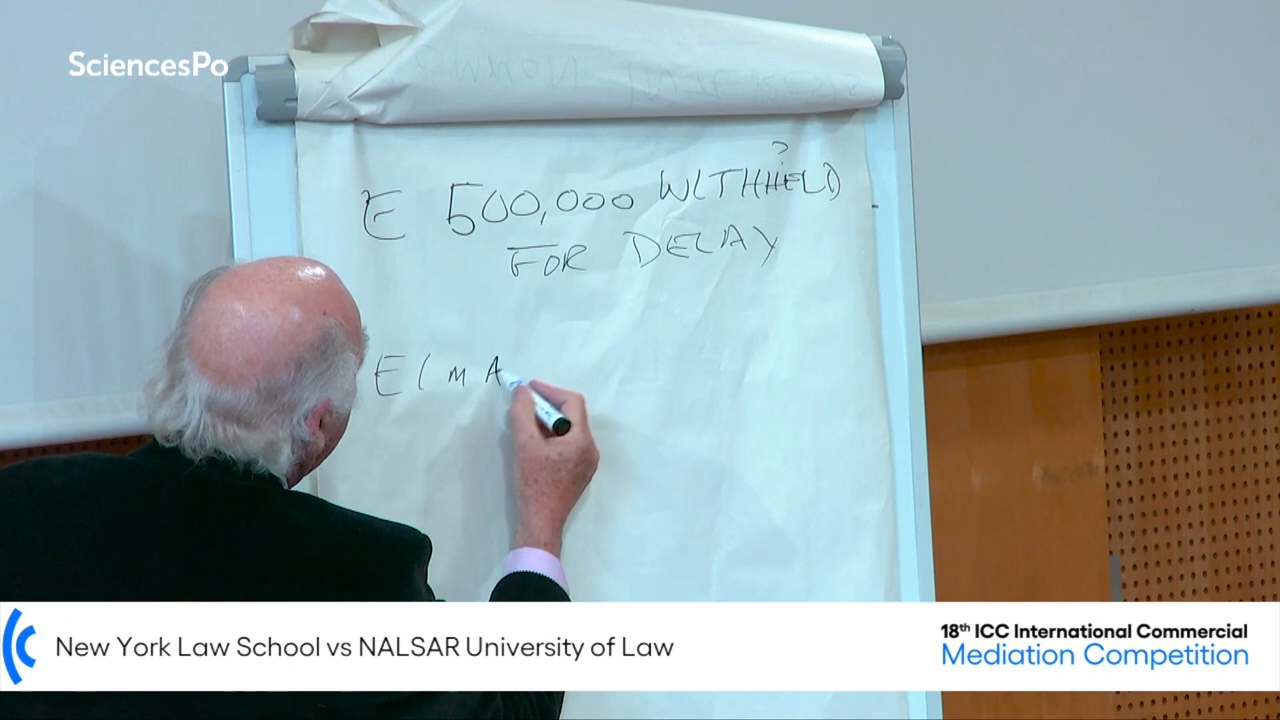 SciencesPo
E 500,000 WITHHELD
?
FOR DELAY
E 1 m A
New York Law School vs NALSAR University of Law
18th ICC International Commercial
Mediation Competition